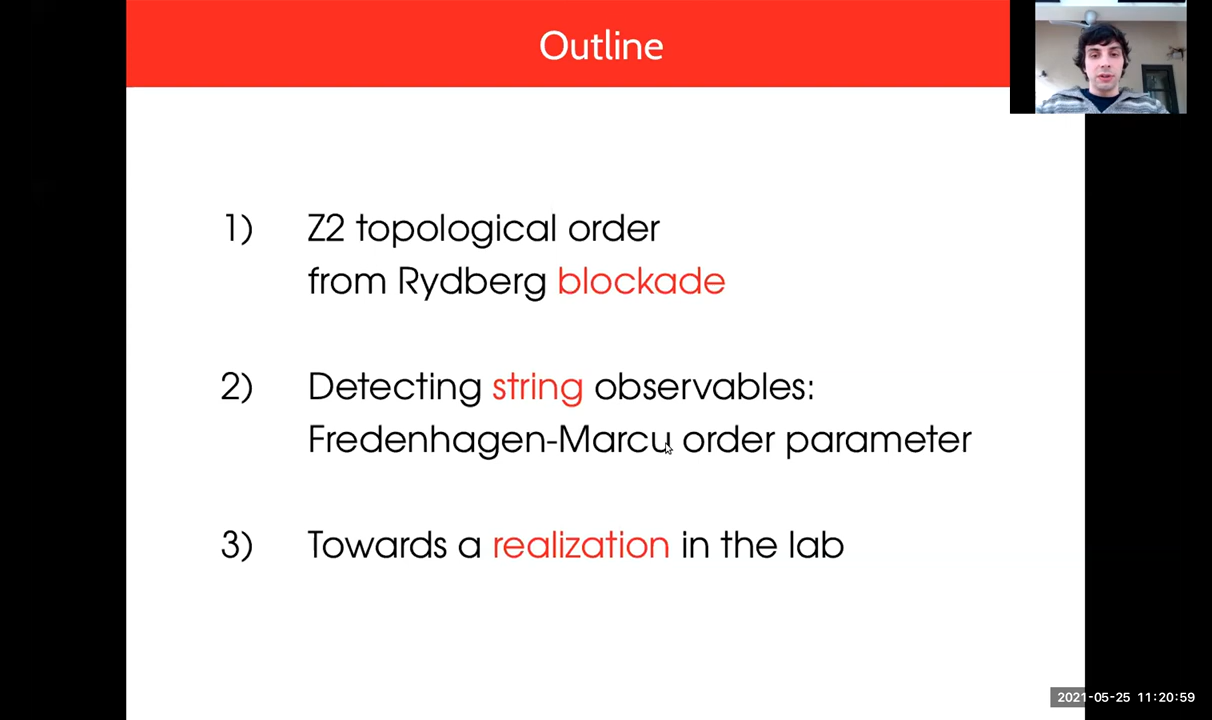 Outline
1) Z2 topological order
from Rydberg blockade
2) Detecting string observables:
Fredenhagen-Marcu order parameter
3) Towards a realization in the lab
2021-05-25 11:20:59